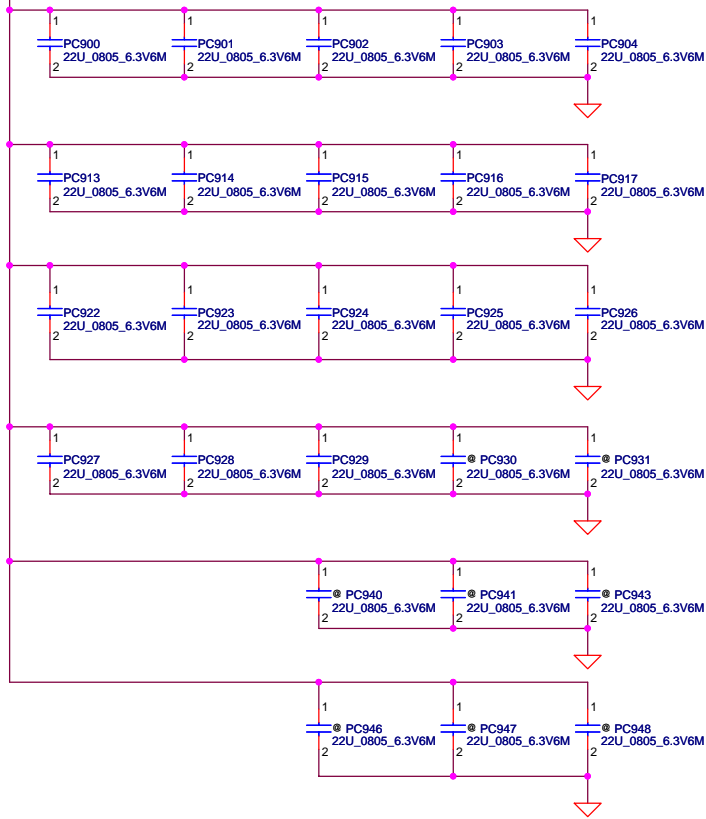 1 1 1 1 1
PC900 PC901 PC902 PC903 PC904
22U_0805_6.3V6M 22U_0805_6.3V6M 22U_0805_6.3V6M 22U_0805_6.3V6M 22U_0805_6.3V6M
2 2 2 2 2
1 1 1 1 1
PC913 PC914 PC915 PC916 PC917
22U_0805_6.3V6M 22U_0805_6.3V6M 22U_0805_6.3V6M 22U_0805_6.3V6M 22U_0805_6.3V6M
2 2 2 2 2
1 1 1 1 1
PC922 PC923 PC924 PC925 PC926
22U_0805_6.3V6M 22U_0805_6.3V6M 22U_0805_6.3V6M 22U_0805_6.3V6M 22U_0805_6.3V6M
2 2 2 2 2
1 1 1 1 1
PC927 PC928 PC929 @ PC930 @ PC931
22U_0805_6.3V6M 22U_0805_6.3V6M 22U_0805_6.3V6M 22U_0805_6.3V6M 22U_0805_6.3V6M
2 2 2 2 2
1 1 1
@ PC940 @ PC941 @ PC943
22U_0805_6.3V6M 22U_0805_6.3V6M 22U_0805_6.3V6M
2 2 2
1 1 1
@ PC946 @ PC947 @ PC948
22U_0805_6.3V6M 22U_0805_6.3V6M 22U_0805_6.3V6M
2 2 2